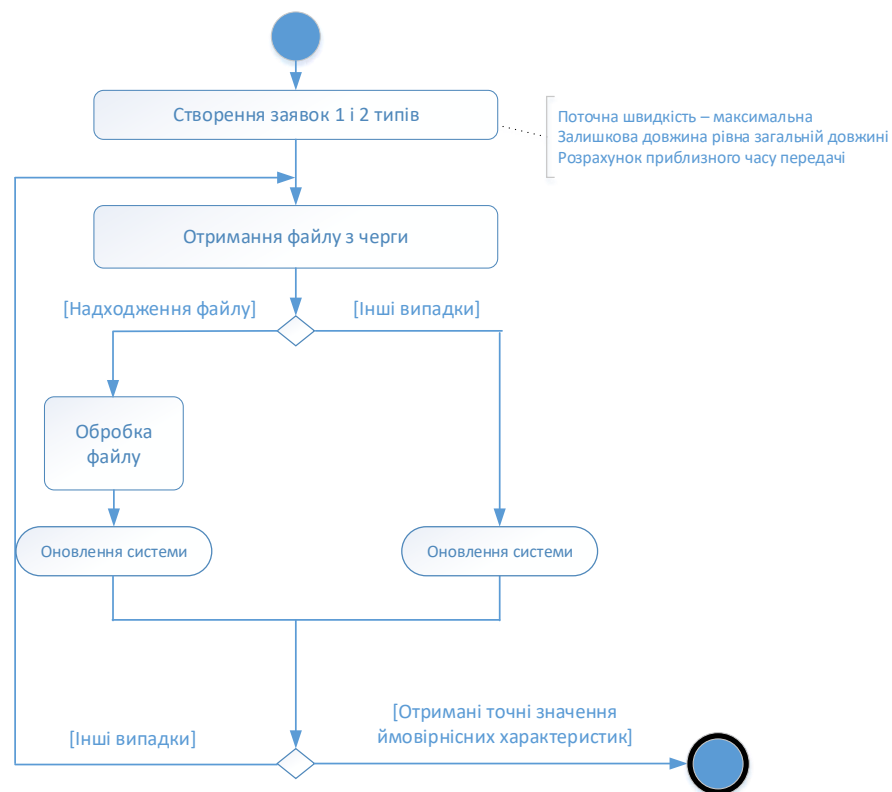 Створення заявок 1 і 2 типів
Поточна швидкість – максимальна
Залишкова довжина рівна загальній довжині
Розрахунок приблизного часу передачі
Отримання файлу з черги
[Надходження файлу]
[Інші випадки]
Обробка
файлу
Оновлення системи
Оновлення системи
[Отримані точні значення
ймовірнісних характеристик]
[Інші випадки]